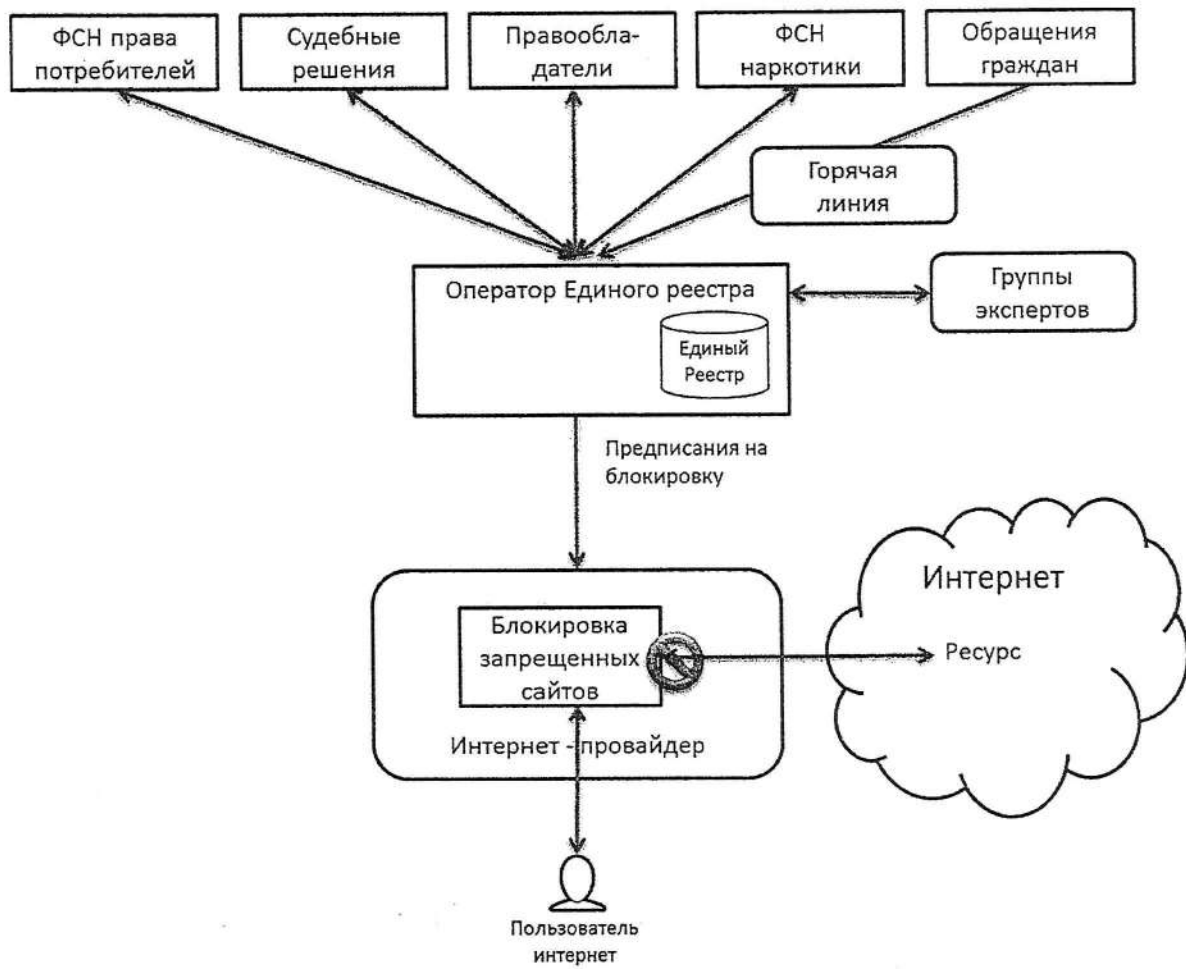 ФСН права
потребителей
Судебные
решения
Правообла-
датели
ФСН
наркотики
Обращения
граждан
Горячая
линия
Оператор Единого реестра
Единый
Реестр
Группы
экспертов
Предписания на
блокировку
Интернет
Ресурс
Блокировка
запрещенных
сайтов
Интернет - провайдер
Пользователь
интернет